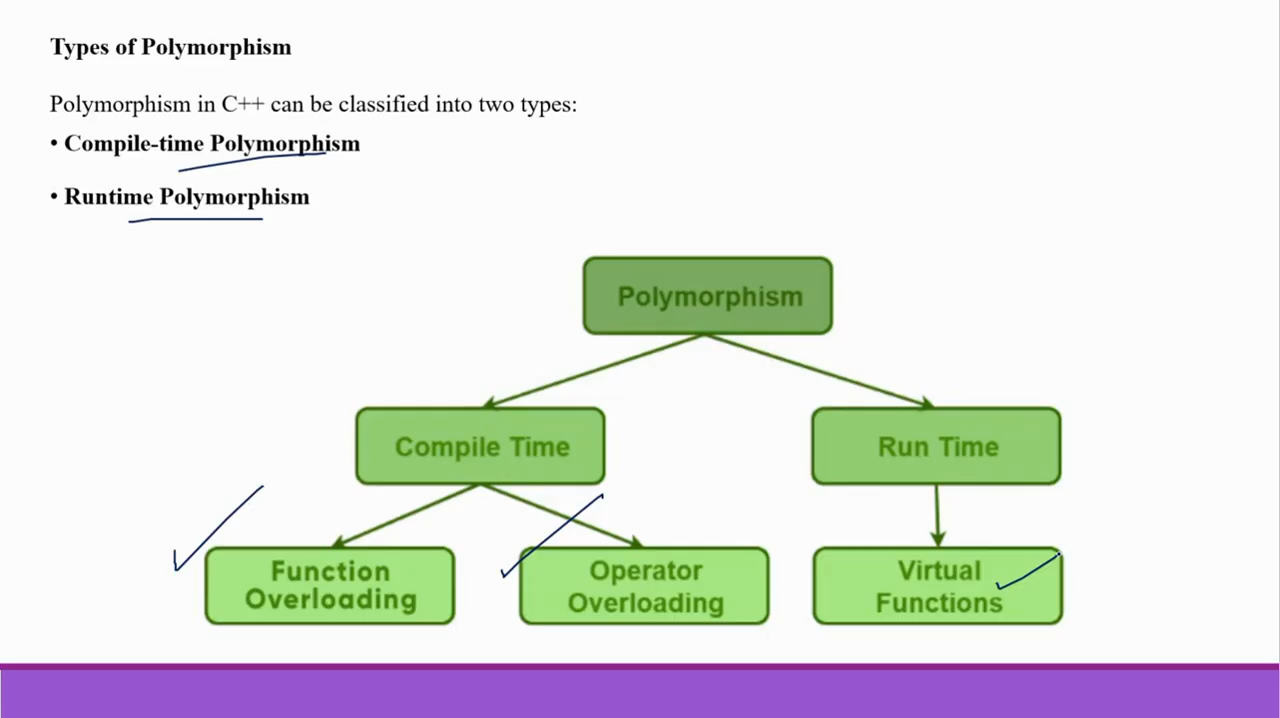 Types of Polymorphism
Polymorphism in C++ can be classified into two types:
• Compile-time Polymorphism
• Runtime Polymorphism
Polymorphism
Compile Time
Run Time
Function
Overloading
Operator
Overloading
Virtual
Functions